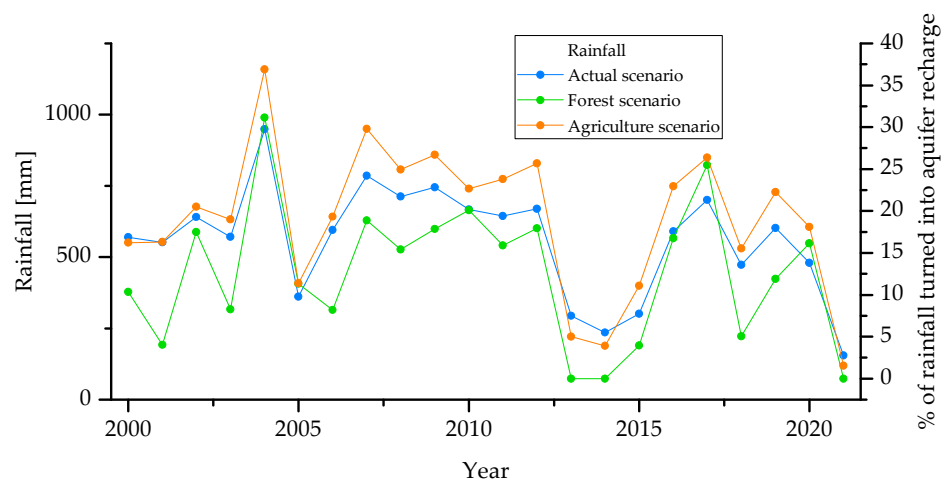 Rainfall
Actual scenario
Forest scenario
Agriculture scenario
Rainfall [mm]
1000
500
0
% of rainfall turned into aquifer recharge
40
35
30
25
20
15
10
5
0
2000
2005
2010
2015
2020
Year